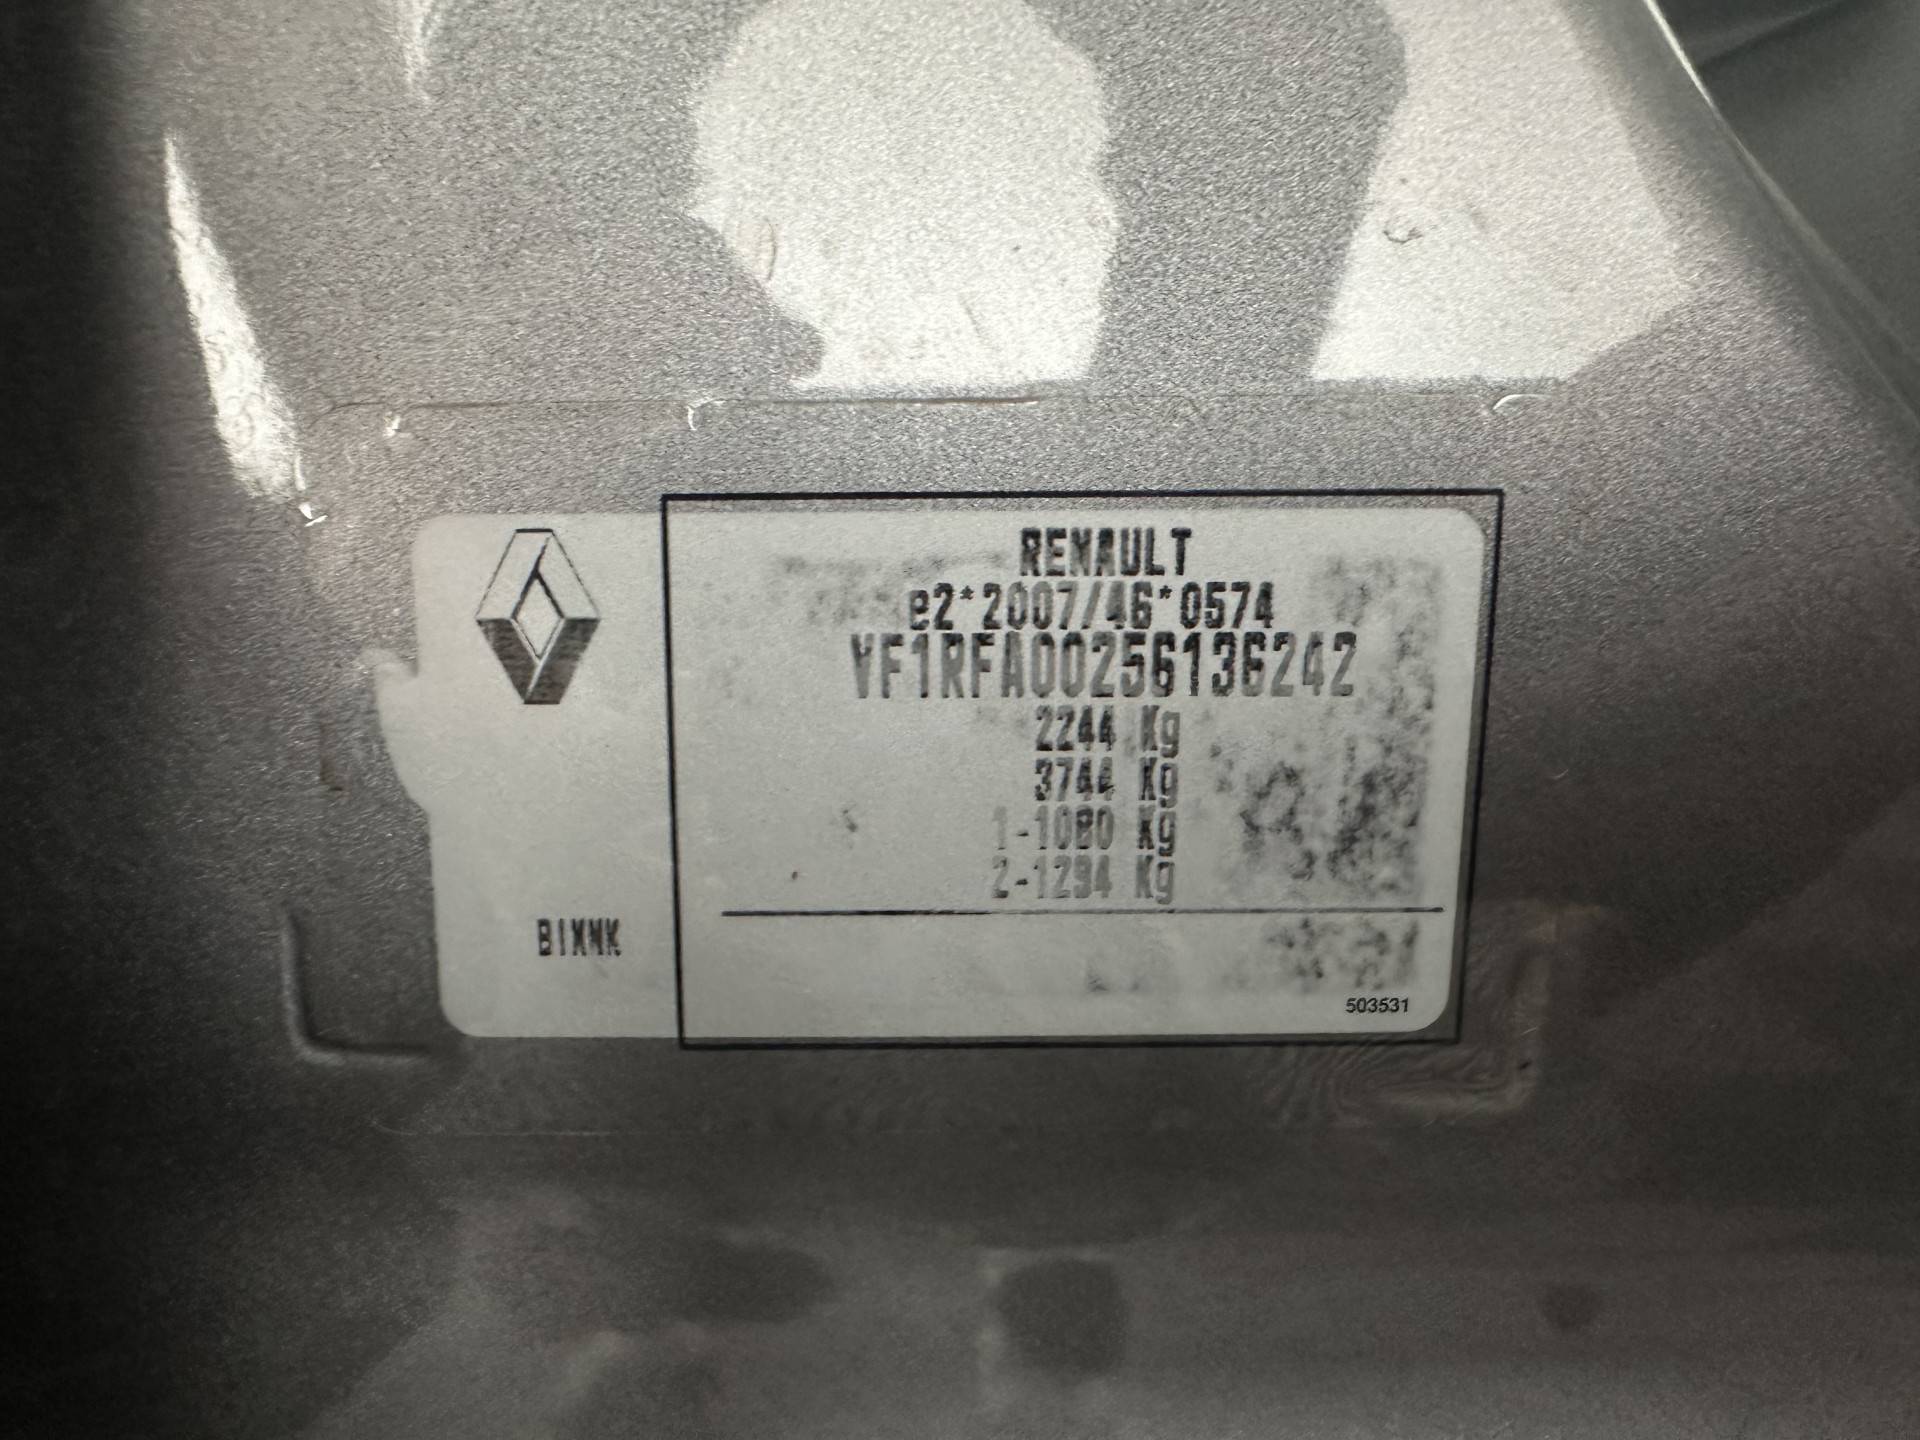 RENAULT
e2*2007/46*0574
VF1RFA00256136242
2244 Kg
3744 Kg
1-1080 Kg
2-1294 Kg
BIXNK
503531